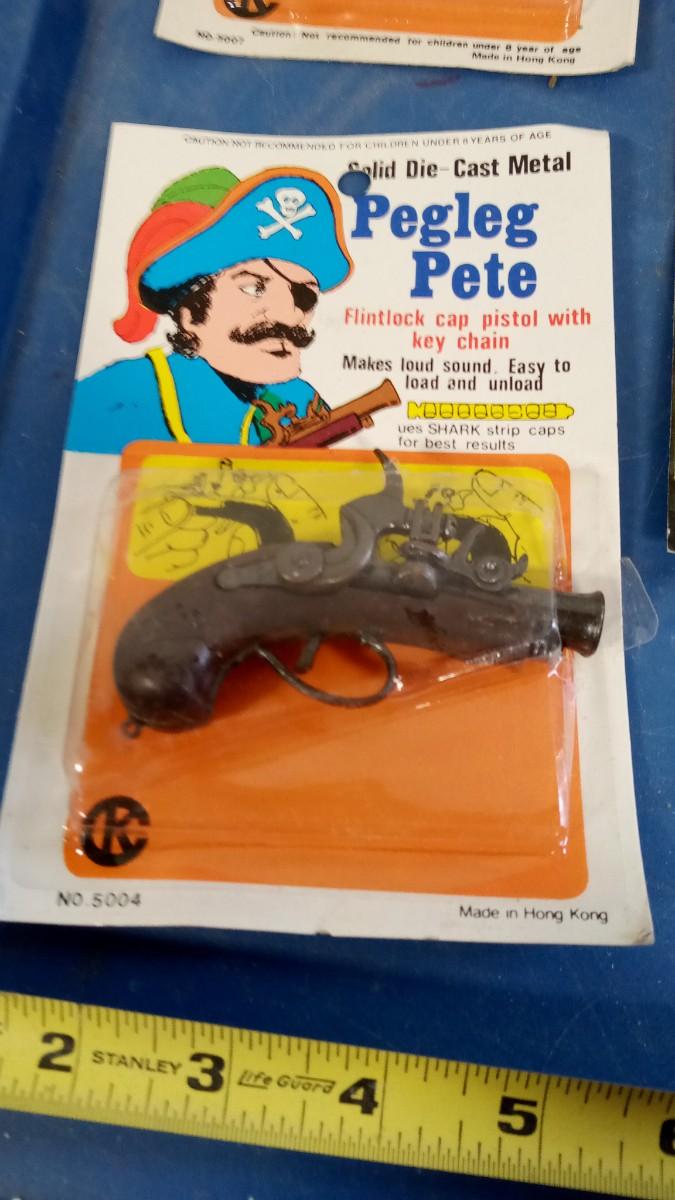 NO. 5007
Caution: Not recommended for children under 8 year of age
Made in Hong Kong
CAUTION NOT RECOMMENDED FOR CHILDREN UNDER 8 YEARS OF AGE
Solid Die-Cast Metal
Pegleg
Pete
Flintlock cap pistol with
key chain
Makes loud sound. Easy to
load and unload
ues SHARK strip caps
for best results
NO. 5004
Made in Hong Kong
2 STANLEY 3 Life Guard 4 5 6